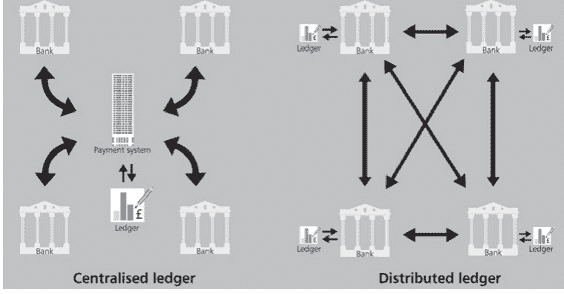 Bank
Bank
Payment system
£
Ledger
Bank
Bank
Centralised ledger
£
Ledger
Bank
Bank
£
Ledger
£
Ledger
Bank
Bank
£
Ledger
Distributed ledger